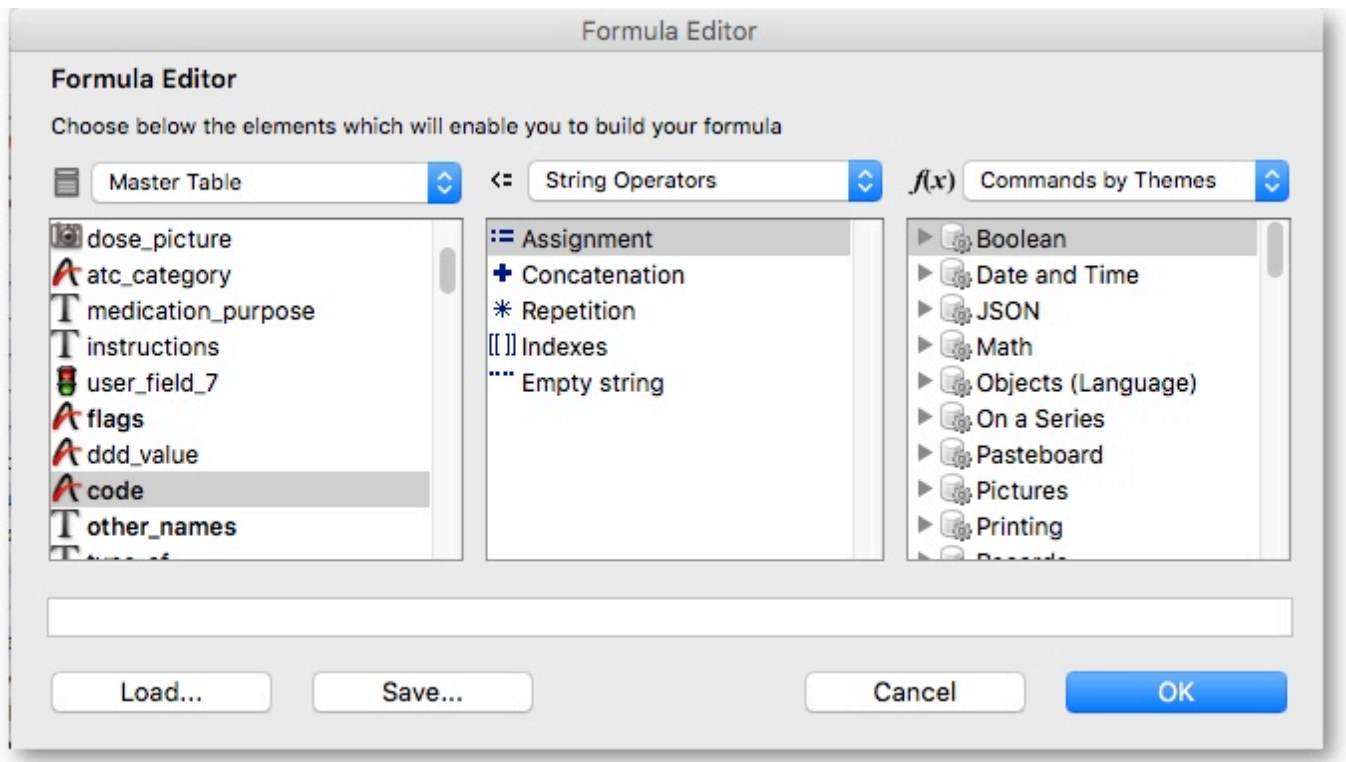 Formula Editor
Formula Editor
Choose below the elements which will enable you to build your formula
Master Table
<= String Operators
f(x) Commands by Themes
dose_picture
atc_category
medication_purpose
instructions
user_field_7
flags
ddd_value
code
other_names
:= Assignment
+ Concatenation
* Repetition
[[ ]] Indexes
"" Empty string
Boolean
Date and Time
JSON
Math
Objects (Language)
On a Series
Pasteboard
Pictures
Printing
Load...
Save...
Cancel
OK